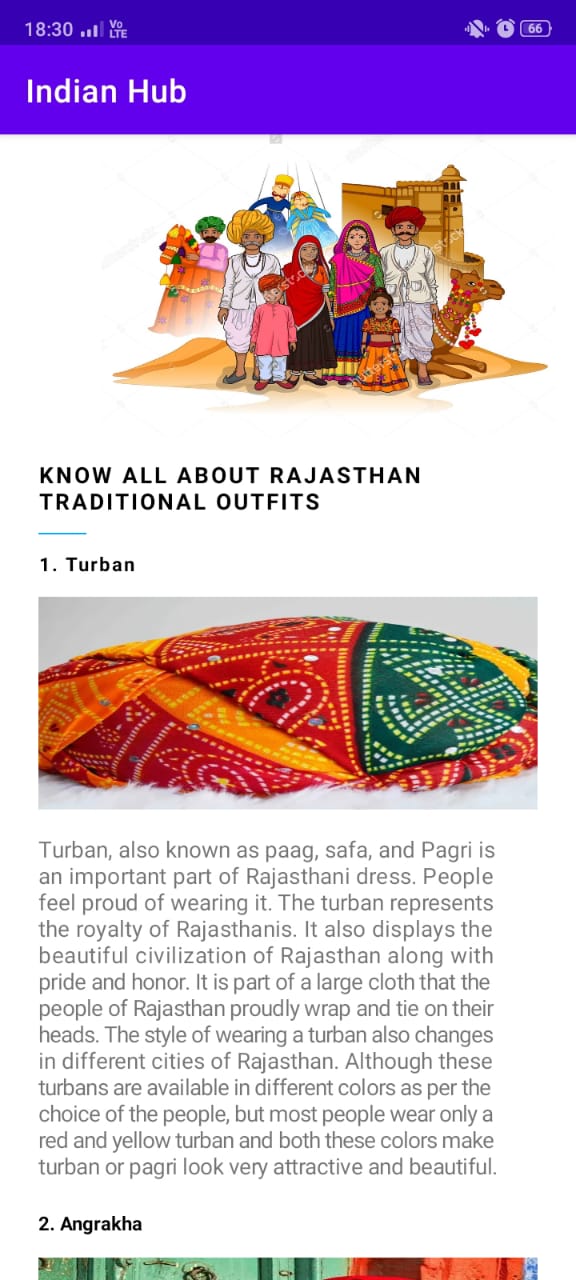 18:30 Vo LTE 66
Indian Hub
KNOW ALL ABOUT RAJASTHAN
TRADITIONAL OUTFITS
1. Turban
Turban, also known as paag, safa, and Pagri is
an important part of Rajasthani dress. People
feel proud of wearing it. The turban represents
the royalty of Rajasthanis. It also displays the
beautiful civilization of Rajasthan along with
pride and honor. It is part of a large cloth that the
people of Rajasthan proudly wrap and tie on their
heads. The style of wearing a turban also changes
in different cities of Rajasthan. Although these
turbans are available in different colors as per the
choice of the people, but most people wear only a
red and yellow turban and both these colors make
turban or pagri look very attractive and beautiful.
2. Angrakha